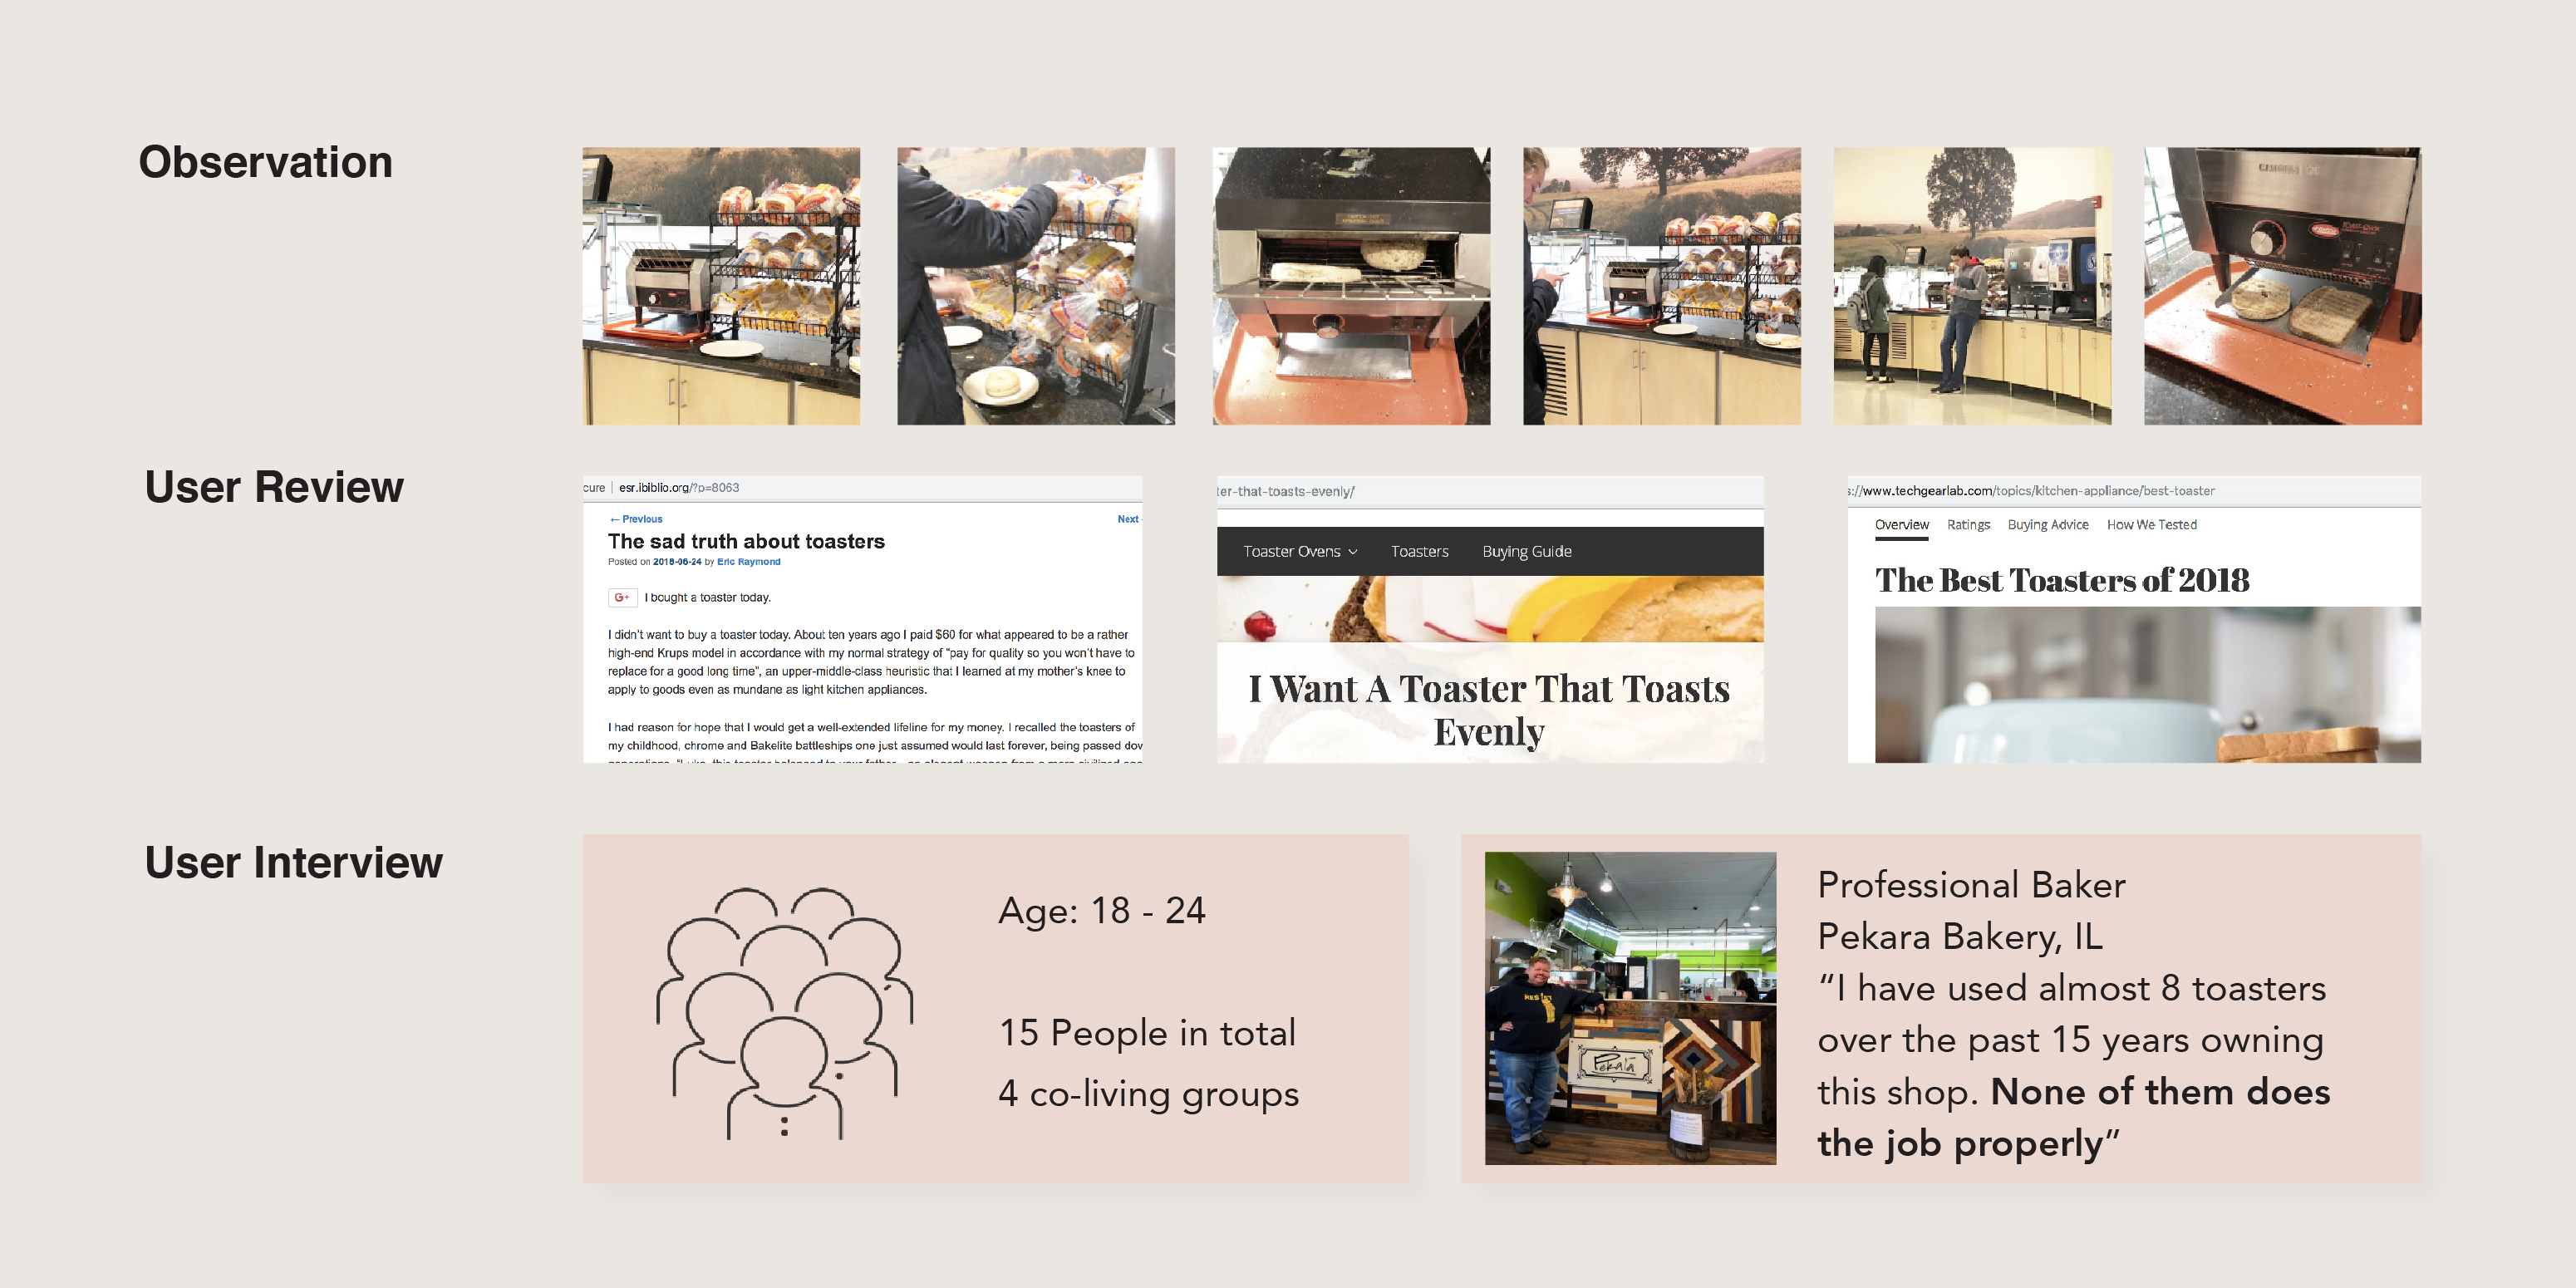 Observation
User Review
cure | esr.ibiblio.org/?p=8063
← Previous
Next
The sad truth about toasters
Posted on 2018-06-24 by Eric Raymond
G+
I bought a toaster today.
I didn't want to buy a toaster today. About ten years ago I paid $60 for what appeared to be a rather
high-end Krups model in accordance with my normal strategy of "pay for quality so you won't have to
replace for a good long time", an upper-middle-class heuristic that I learned at my mother's knee to
apply to goods even as mundane as light kitchen appliances.
I had reason for hope that I would get a well-extended lifeline for my money. I recalled the toasters of
my childhood, chrome and Bakelite battleships one just assumed would last forever, being passed dow
ter-that-toasts-evenly/
Toaster Ovens
Toasters
Buying Guide
I Want A Toaster That Toasts
Evenly
s://www.techgearlab.com/topics/kitchen-appliance/best-toaster
Overview
Ratings
Buying Advice
How We Tested
The Best Toasters of 2018
User Interview
Age: 18 - 24
15 People in total
4 co-living groups
RESIST
Pekara
Professional Baker
Pekara Bakery, IL
“I have used almost 8 toasters
over the past 15 years owning
this shop. None of them does
the job properly”